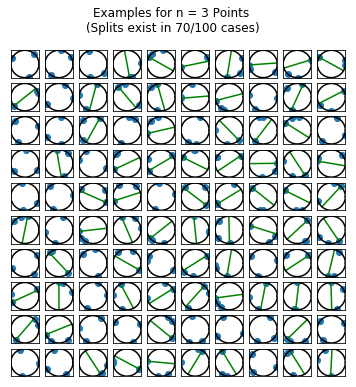 Examples for n = 3 Points
(Splits exist in 70/100 cases)